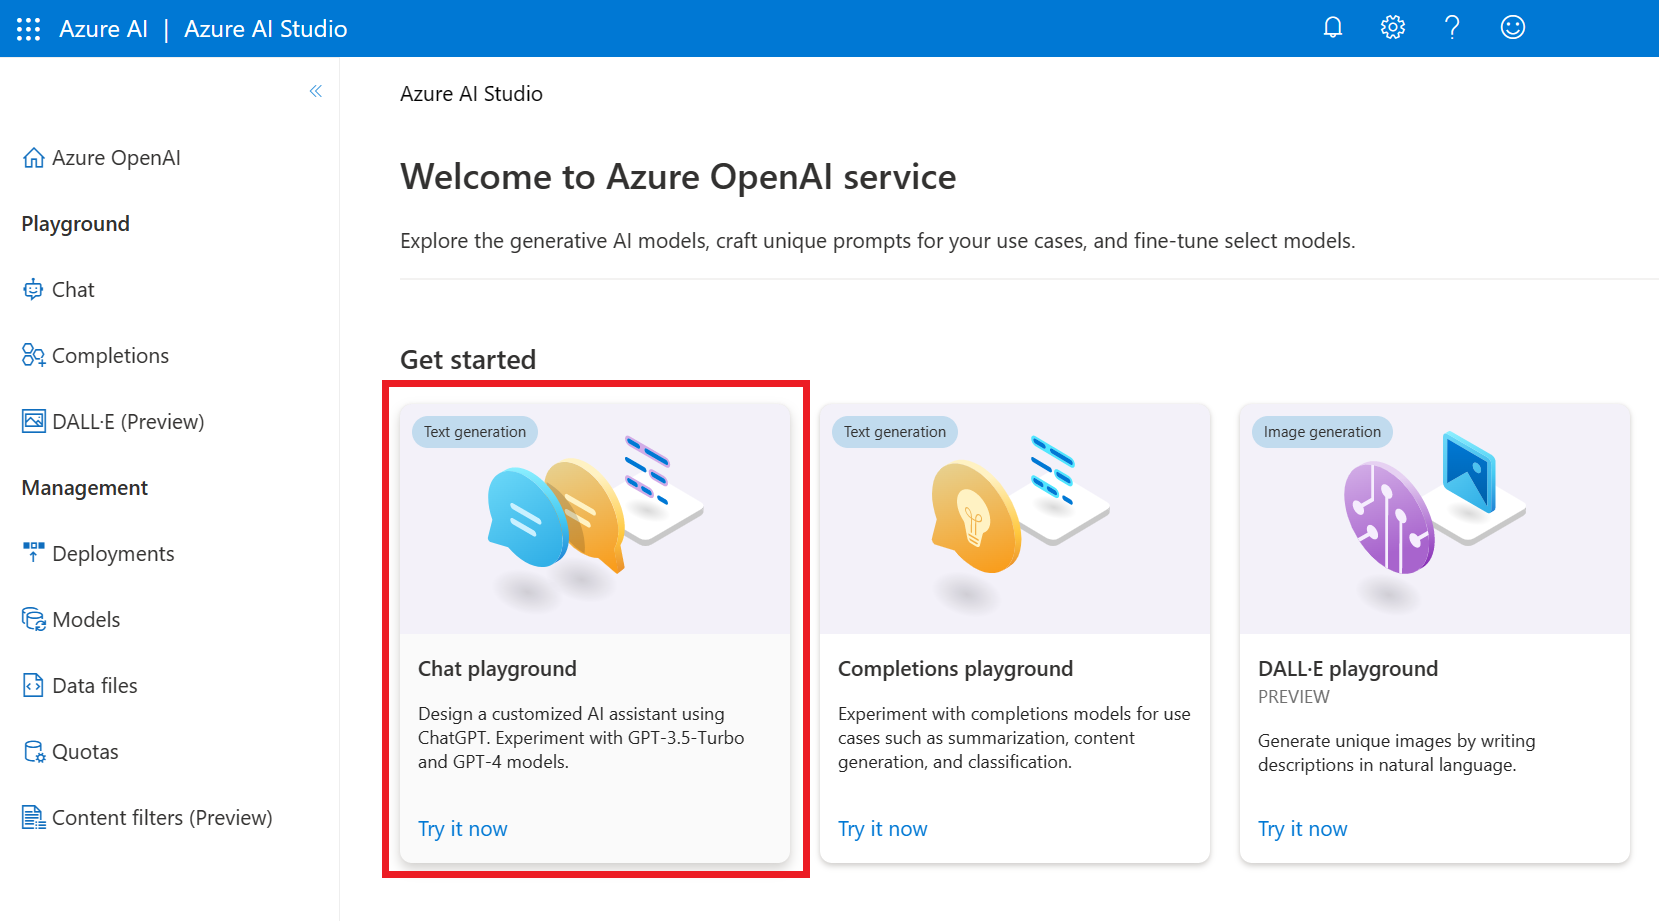 Azure AI | Azure AI Studio
Azure OpenAI
Playground
Chat
Completions
DALL·E (Preview)
Management
Deployments
Models
Data files
Quotas
Content filters (Preview)
Azure AI Studio
Welcome to Azure OpenAI service
Explore the generative AI models, craft unique prompts for your use cases, and fine-tune select models.
Get started
Text generation
Chat playground
Design a customized AI assistant using
ChatGPT. Experiment with GPT-3.5-Turbo
and GPT-4 models.
Try it now
Text generation
Completions playground
Experiment with completions models for use
cases such as summarization, content
generation, and classification.
Try it now
Image generation
DALL·E playground
PREVIEW
Generate unique images by writing
descriptions in natural language.
Try it now